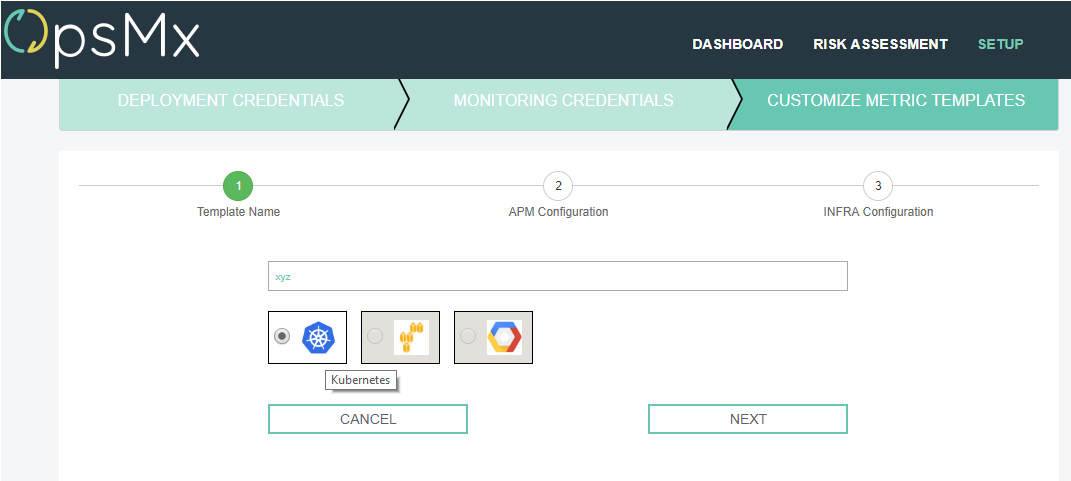 OpsMx
DASHBOARD RISK ASSESSMENT SETUP
DEPLOYMENT CREDENTIALS MONITORING CREDENTIALS CUSTOMIZE METRIC TEMPLATES
1 2 3
Template Name APM Configuration INFRA Configuration
xyz
Kubernetes
CANCEL NEXT